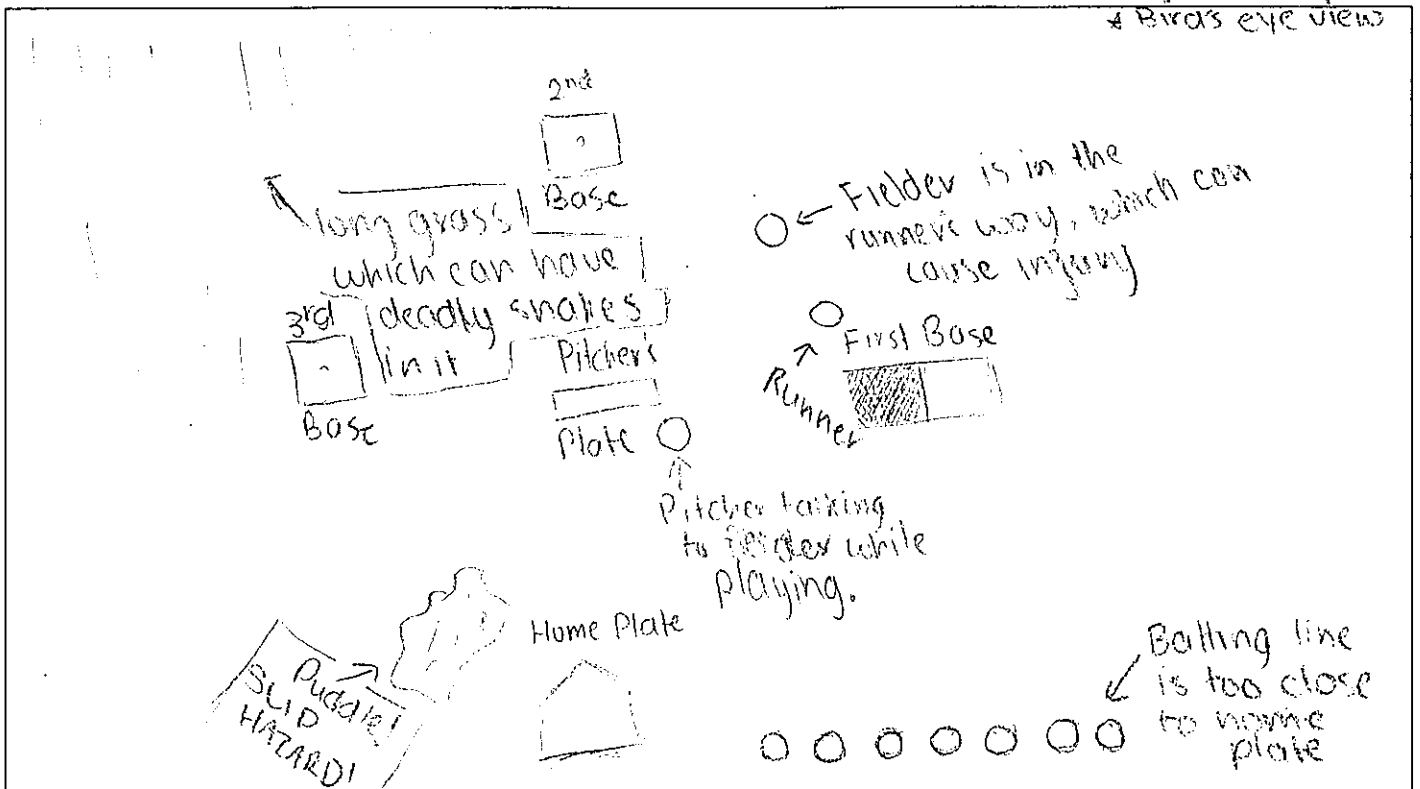 * Bird's eye view
2nd
Base
long grass
which can have
deadly snakes
in it
Fielder is in the
runner's way, which can
cause injury
3rd
Base
Pitcher's
Plate
First Base
Runner
Pitcher talking
to fielder while
playing.
Home Plate
Puddle!
SLIP
HAZARD!
Batting line
is too close
to home
plate